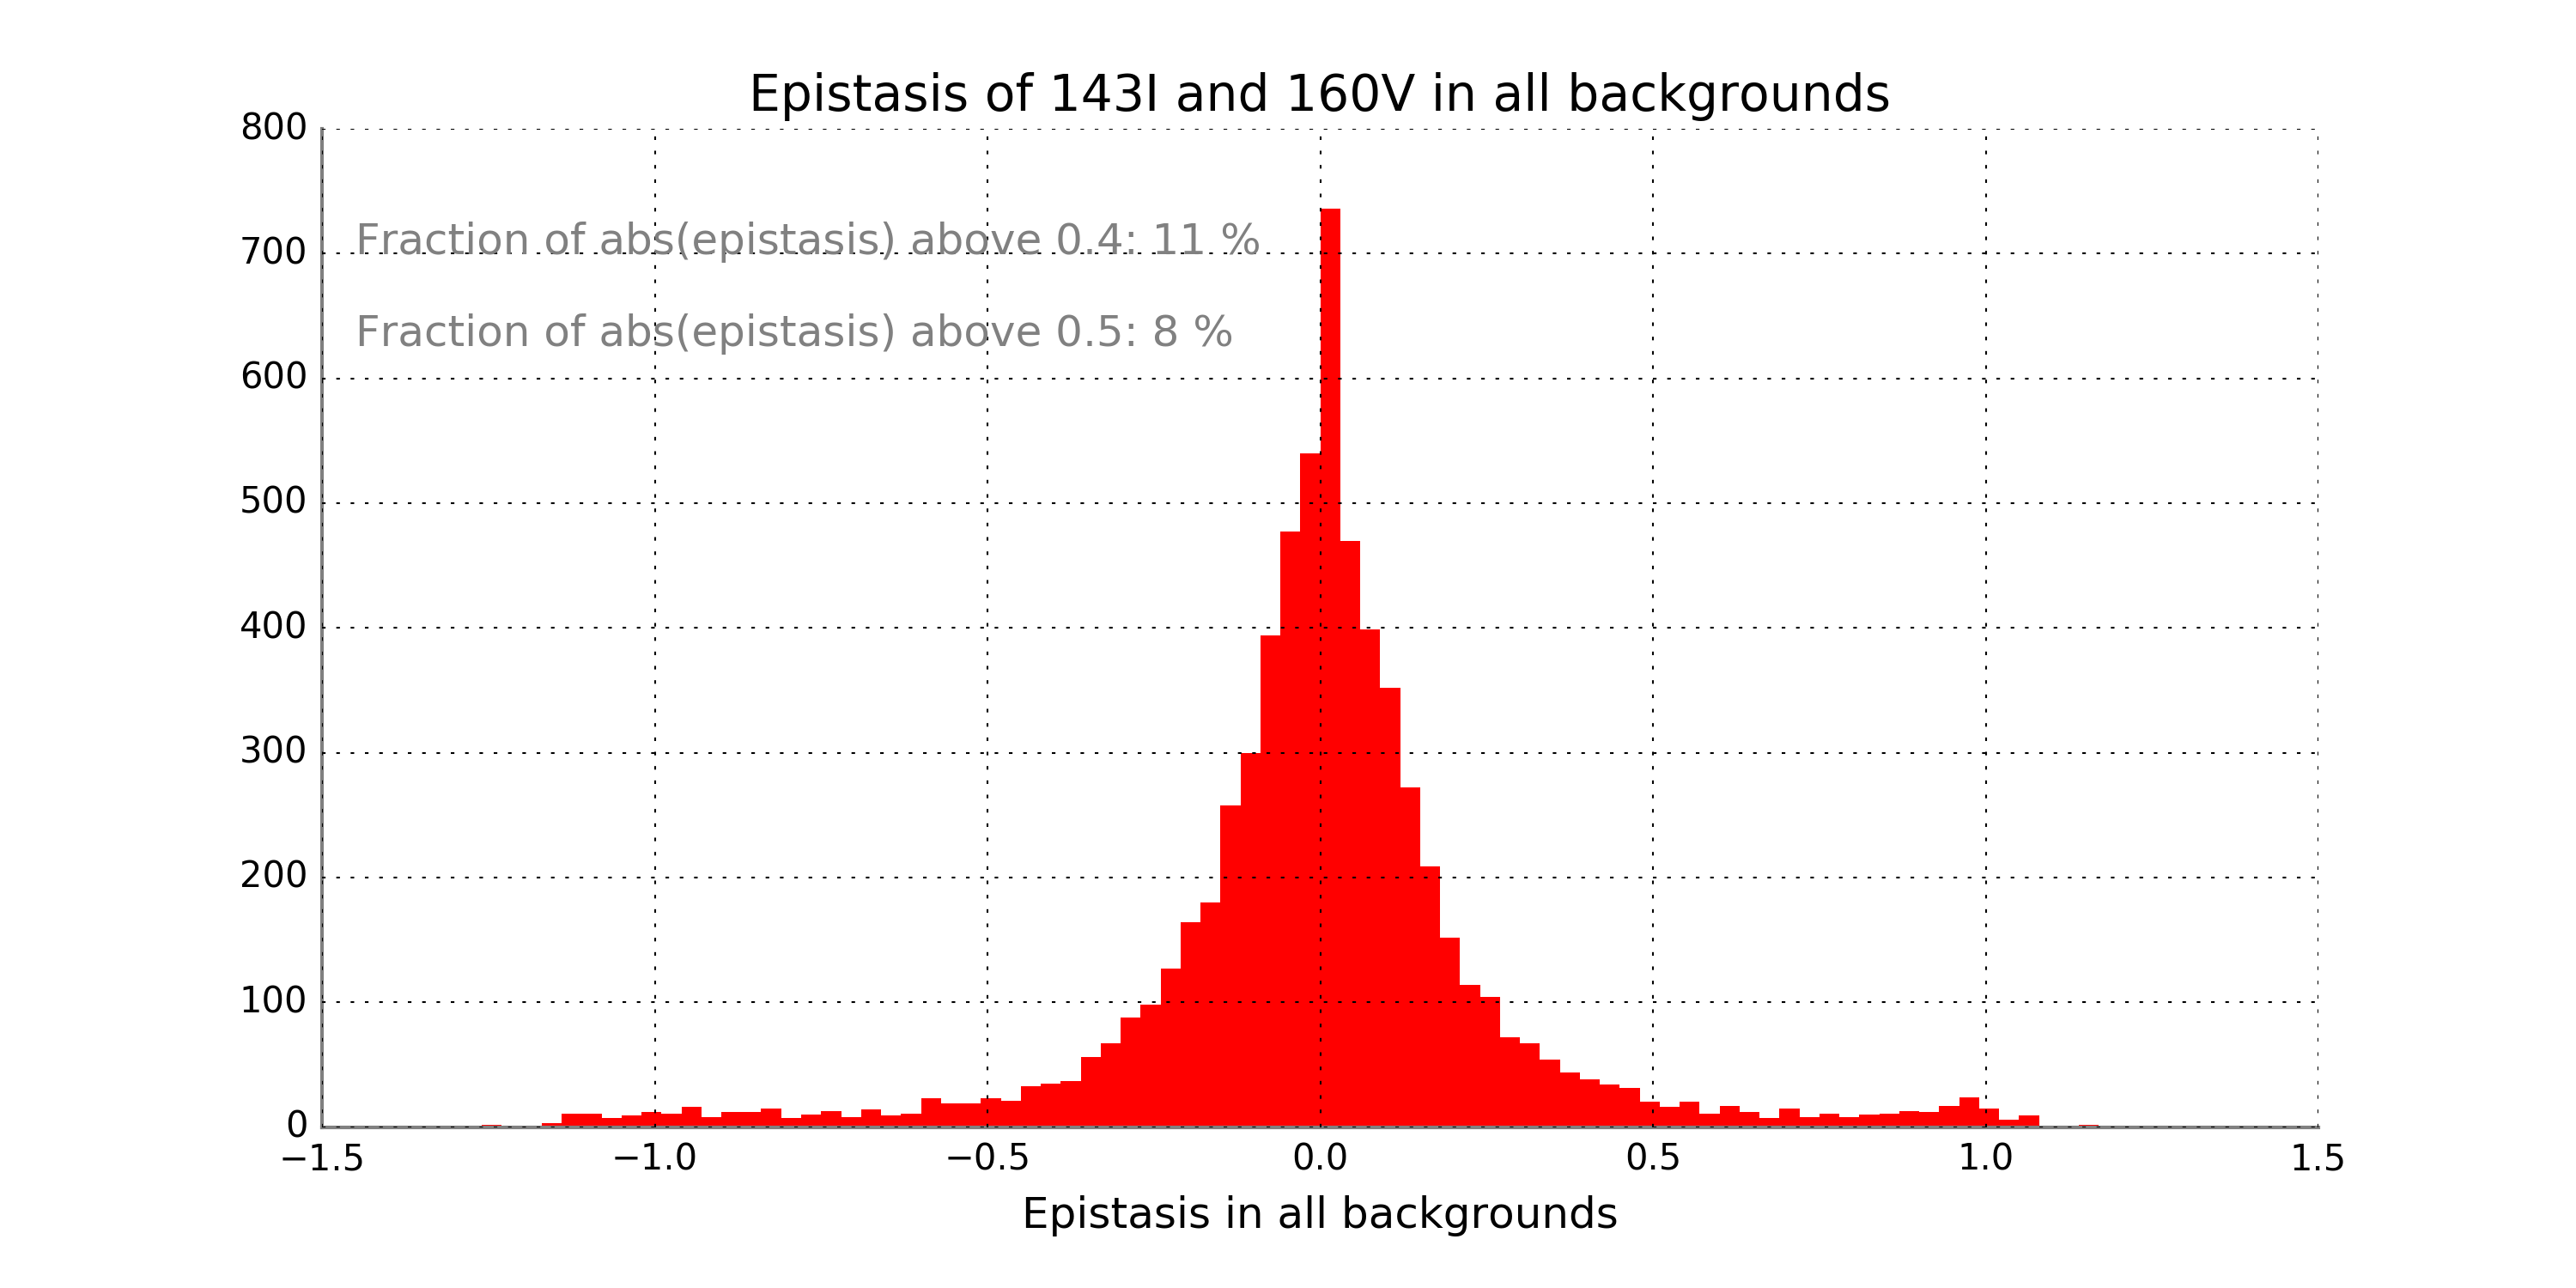 Epistasis of 143I and 160V in all backgrounds
800
700
600
500
400
300
200
100
0
Fraction of abs(epistasis) above 0.4: 11 %
Fraction of abs(epistasis) above 0.5: 8 %
−1.5 −1.0 −0.5 0.0 0.5 1.0 1.5
Epistasis in all backgrounds